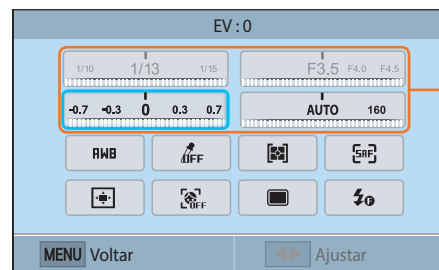 EV : 0
1/10 1/13 1/15 F3.5 F4.0 F4.5
-0.7 -0.3 0 0.3 0.7 AUTO 160
AWB OFF SAF
OFF
MENU Voltar Ajustar